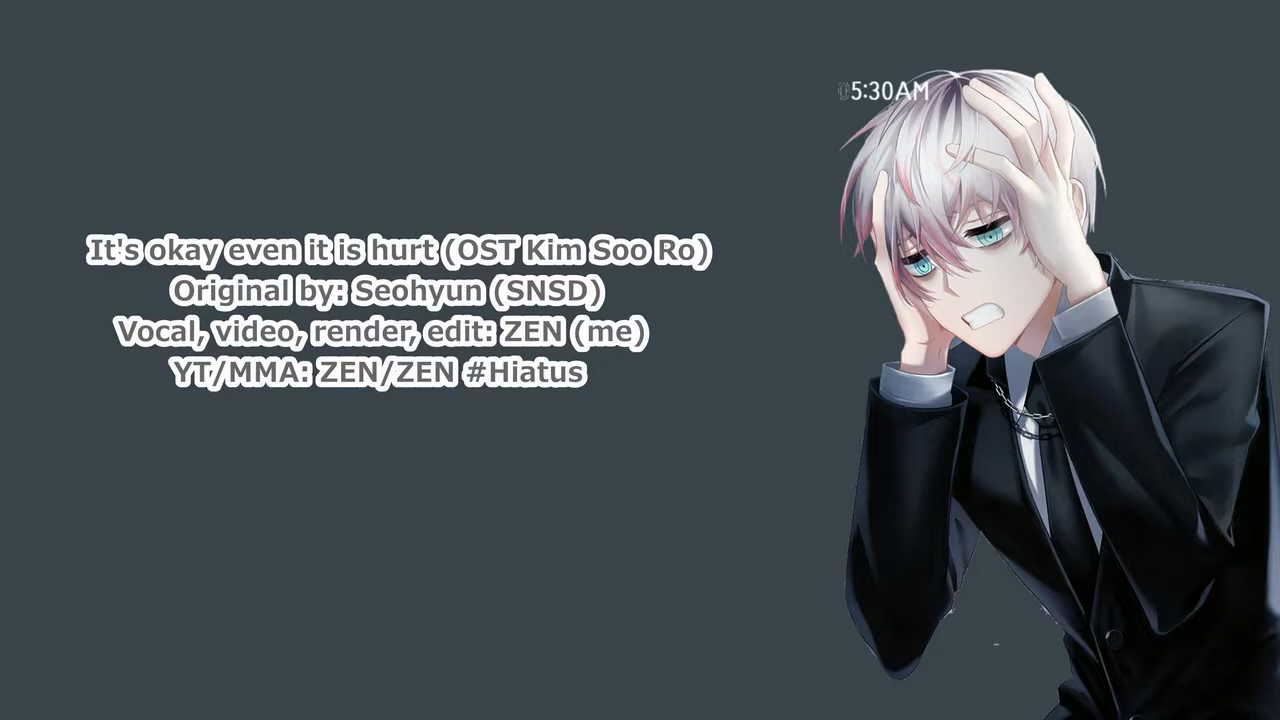 05:30AM
It's okay even it is hurt (OST Kim Soo Ro)
Original by: Seohyun (SNSD)
Vocal, video, render, edit: ZEN (me)
YT/MMA: ZEN/ZEN #Hiatus